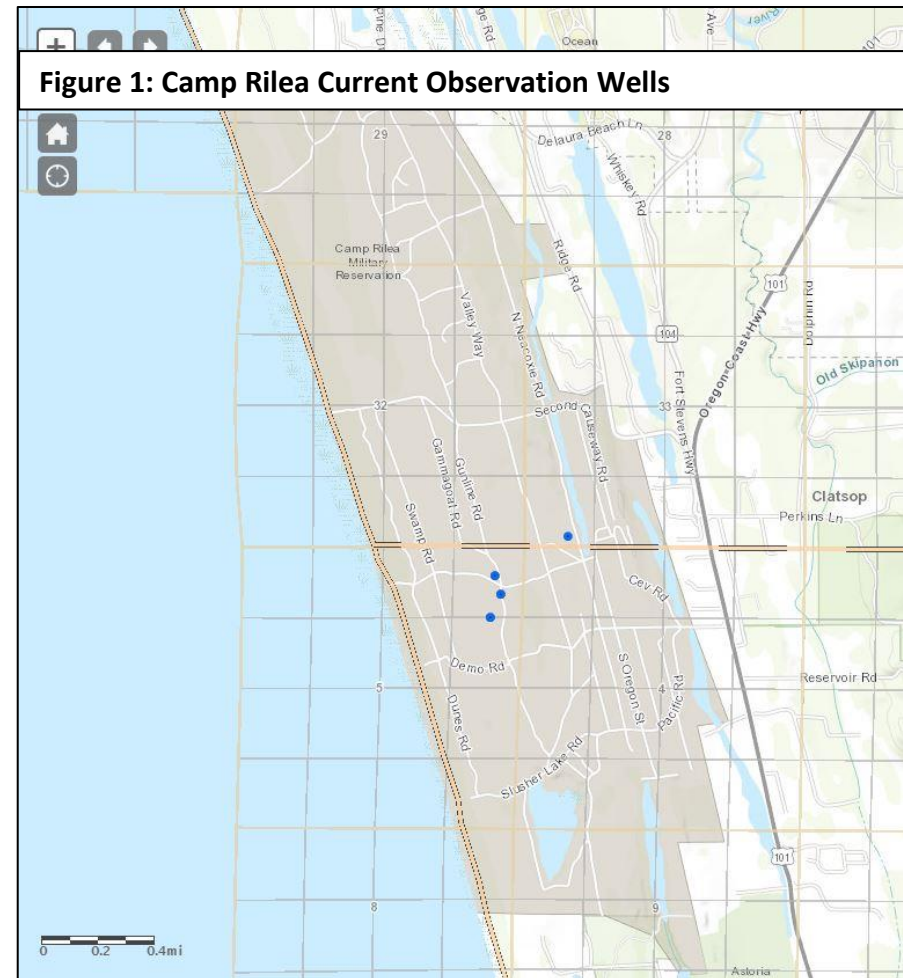 Ocean
101
Figure 1: Camp Rilea Current Observation Wells
29
Delaura Beach Ln
28
Whiskey Rd
Camp Rilea
Military
Reservation
Ridge Rd
101
Dolphin Rd
Valley Way
N Neacoxie Rd
104
Oregon Coast Hwy
Old Skipanon
Fort Stevens Hwy
32
Second
Causeway Rd
33
Gammagoat Rd
Gunline Rd
Swamp Rd
Clatsop
Perkins Ln
Cev Rd
Demo Rd
S Oregon St
Pacific Rd
Reservoir Rd
5
4
Dunes Rd
Slusher Lake Rd
101
8
9
0 0.2 0.4mi
Astoria